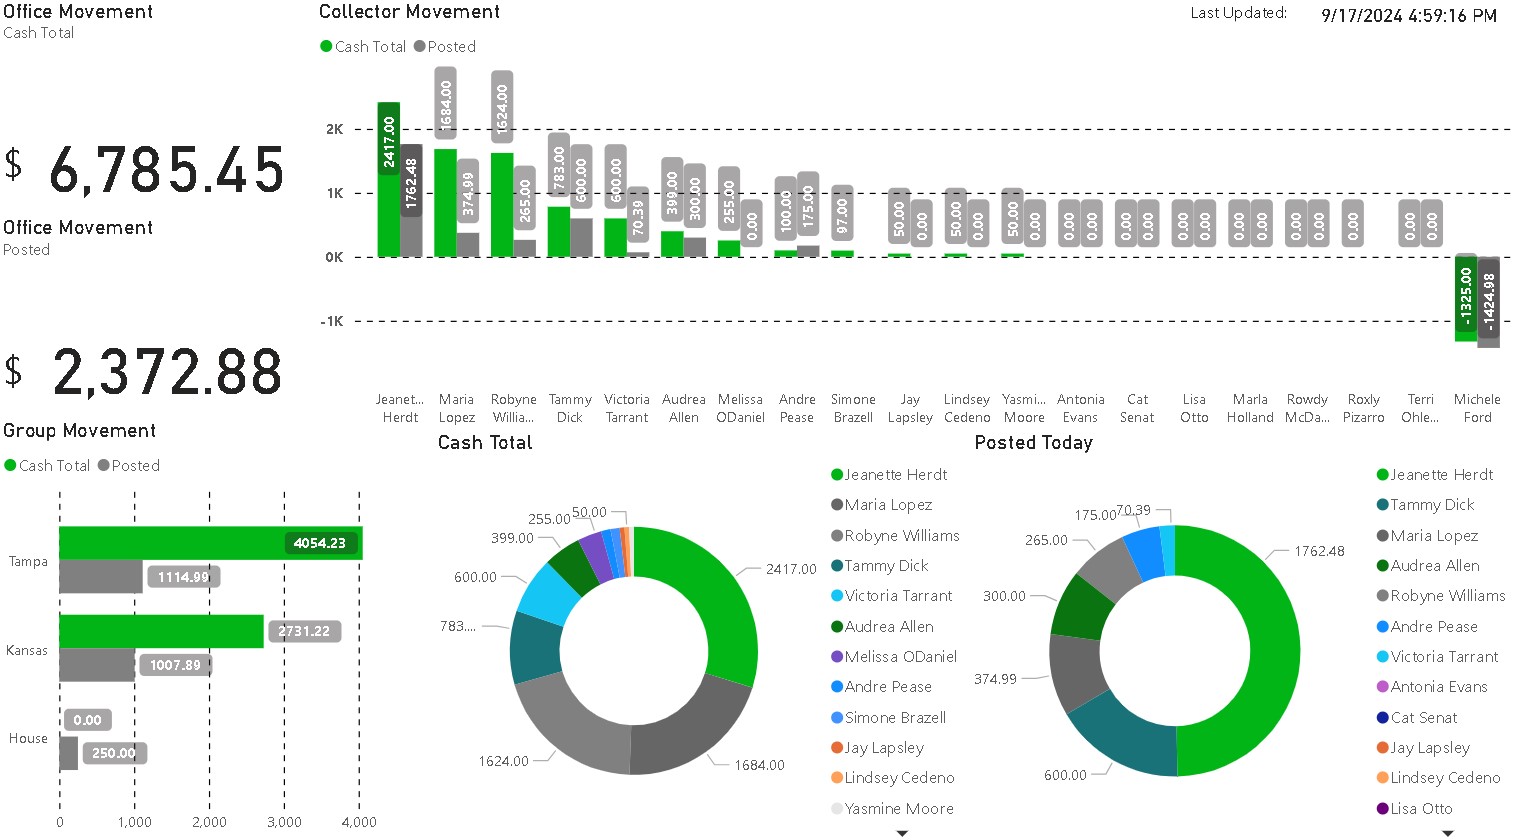 Office Movement
Cash Total
$ 6,785.45
Office Movement
Posted
$ 2,372.88
Collector Movement
Last Updated: 9/17/2024 4:59:16 PM
Cash Total Posted
2K
1K
0K
-1K
2417.00 1762.48 1684.00 374.99 1624.00 265.00 783.00 600.00 600.00 70.39 399.00 300.00 255.00 0.00 100.00 175.00 97.00 50.00 0.00 50.00 0.00 50.00 0.00 0.00 0.00 0.00 0.00 0.00 0.00 0.00 0.00 0.00 0.00 0.00 0.00 0.00 -1325.00 -1424.98
Jeanet... Herdt
Maria Lopez
Robyne Willia...
Tammy Dick
Victoria Tarrant
Audrea Allen
Melissa ODaniel
Andre Pease
Simone Brazell
Jay Lapsley
Lindsey Cedeno
Yasmi... Moore
Antonia Evans
Cat Senat
Lisa Otto
Marla Holland
Rowdy McDa...
Roxly Pizarro
Terri Ohle...
Michele Ford
Group Movement
Cash Total Posted
Tampa
4054.23
1114.99
Kansas
2731.22
1007.89
House
0.00
250.00
0 1,000 2,000 3,000 4,000
Cash Total
2417.00
1684.00
1624.00
783....
600.00
399.00
255.00
50.00
Jeanette Herdt
Maria Lopez
Robyne Williams
Tammy Dick
Victoria Tarrant
Audrea Allen
Melissa ODaniel
Andre Pease
Simone Brazell
Jay Lapsley
Lindsey Cedeno
Yasmine Moore
Posted Today
1762.48
600.00
374.99
300.00
265.00
175.00
70.39
Jeanette Herdt
Tammy Dick
Maria Lopez
Audrea Allen
Robyne Williams
Andre Pease
Victoria Tarrant
Antonia Evans
Cat Senat
Jay Lapsley
Lindsey Cedeno
Lisa Otto